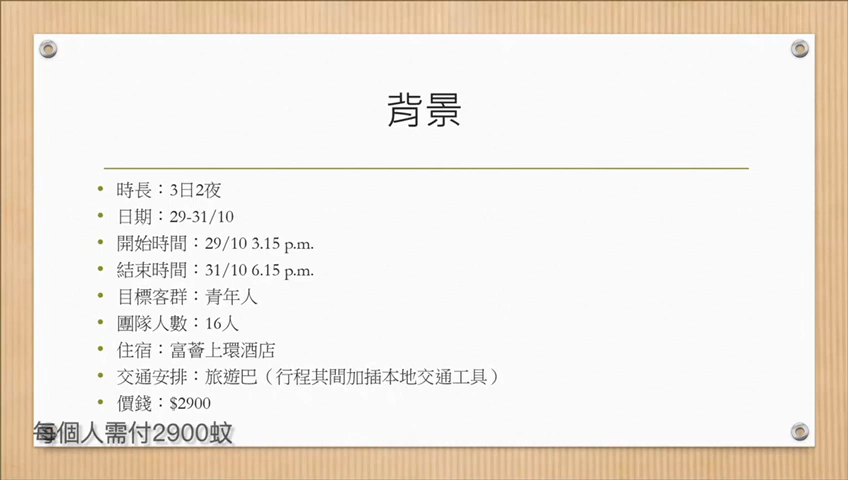 背景
• 時長：3日2夜
• 日期：29-31/10
• 開始時間：29/10 3.15 p.m.
• 結束時間：31/10 6.15 p.m.
• 目標客群：青年人
• 團隊人數：16人
• 住宿：富薈上環酒店
• 交通安排：旅遊巴（行程其間加插本地交通工具）
• 價錢：$2900
每個人需付2900蚊